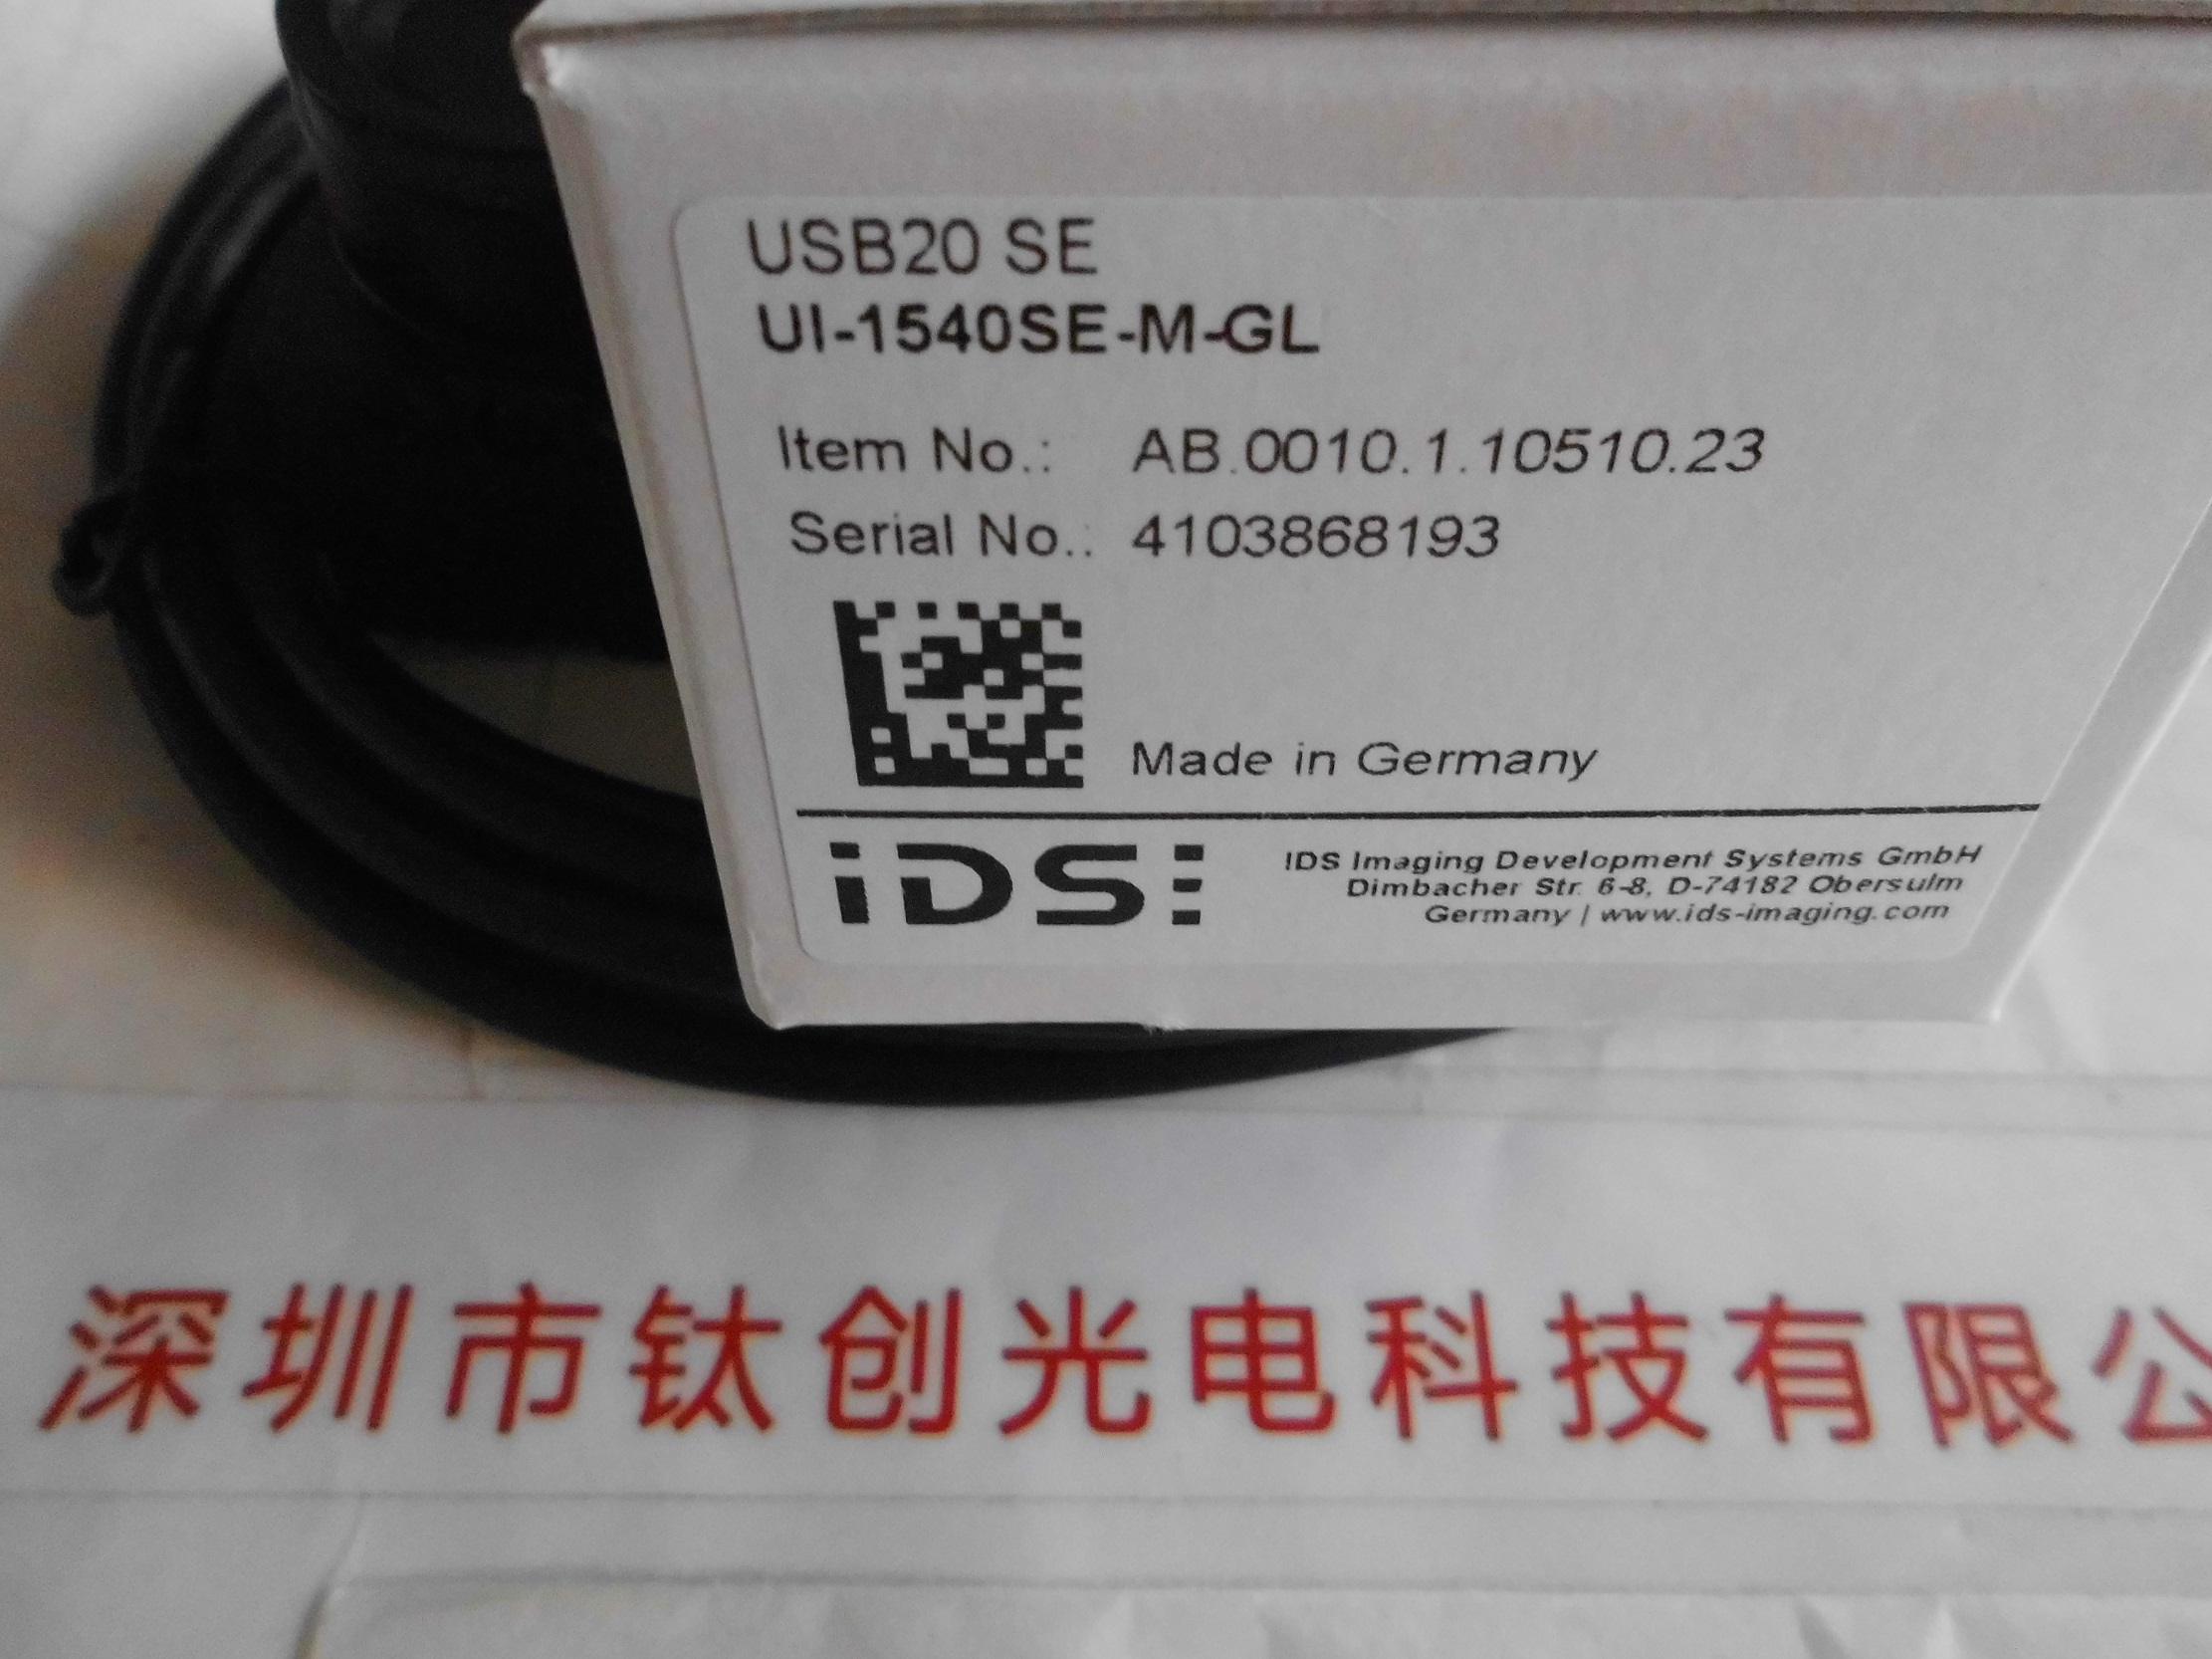 USB20 SE
UI-1540SE-M-GL
Item No.: AB.0010.1.10510.23
Serial No.: 4103868193
Made in Germany
iDS
IDS Imaging Development Systems GmbH
Dimbacher Str. 6-8, D-74182 Obersulm
Germany | www.ids-imaging.com
深圳市钛创光电科技有限公